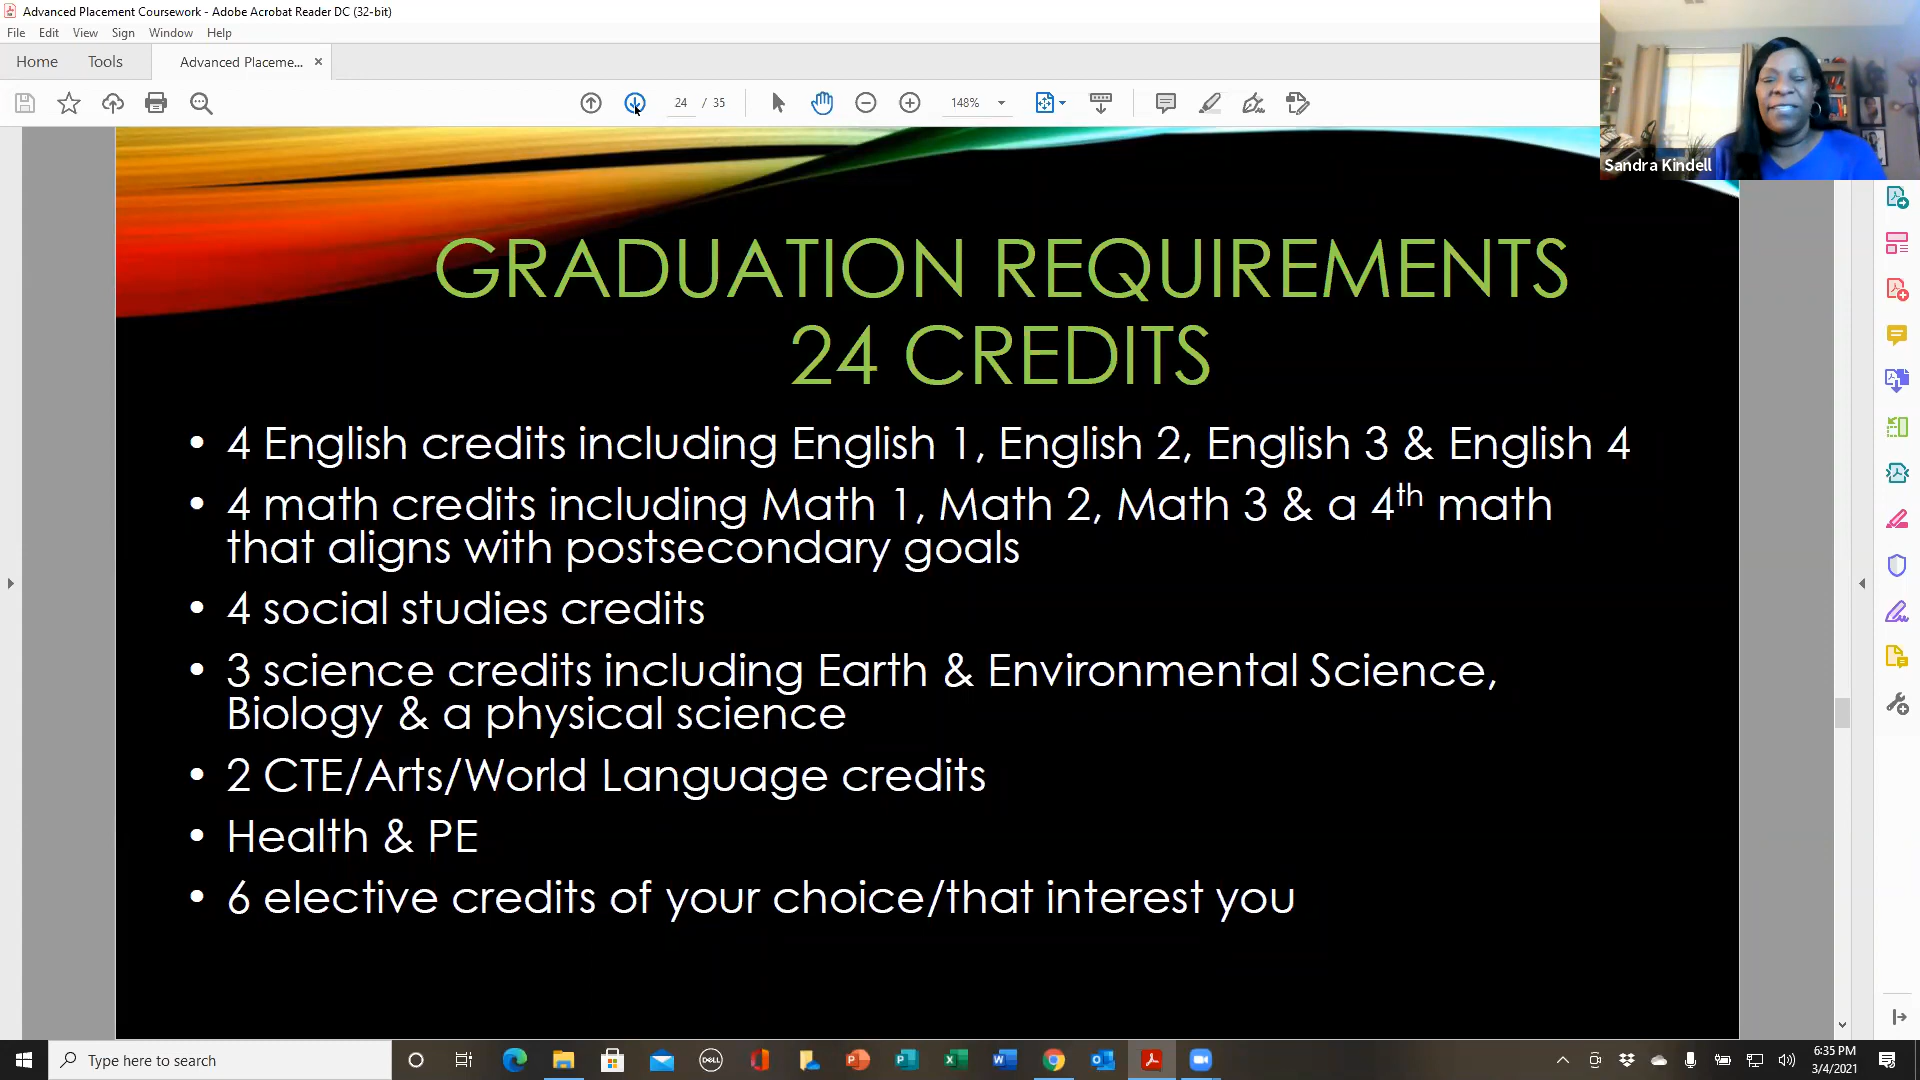 Advanced Placement Coursework - Adobe Acrobat Reader DC (32-bit)
File Edit View Sign Window Help
Home Tools Advanced Placeme... ×
24 / 35 148%
Sandra Kindell
GRADUATION REQUIREMENTS
24 CREDITS
• 4 English credits including English 1, English 2, English 3 & English 4
• 4 math credits including Math 1, Math 2, Math 3 & a 4th math
that aligns with postsecondary goals
• 4 social studies credits
• 3 science credits including Earth & Environmental Science,
Biology & a physical science
• 2 CTE/Arts/World Language credits
• Health & PE
• 6 elective credits of your choice/that interest you
Type here to search
DELL
6:35 PM
3/4/2021